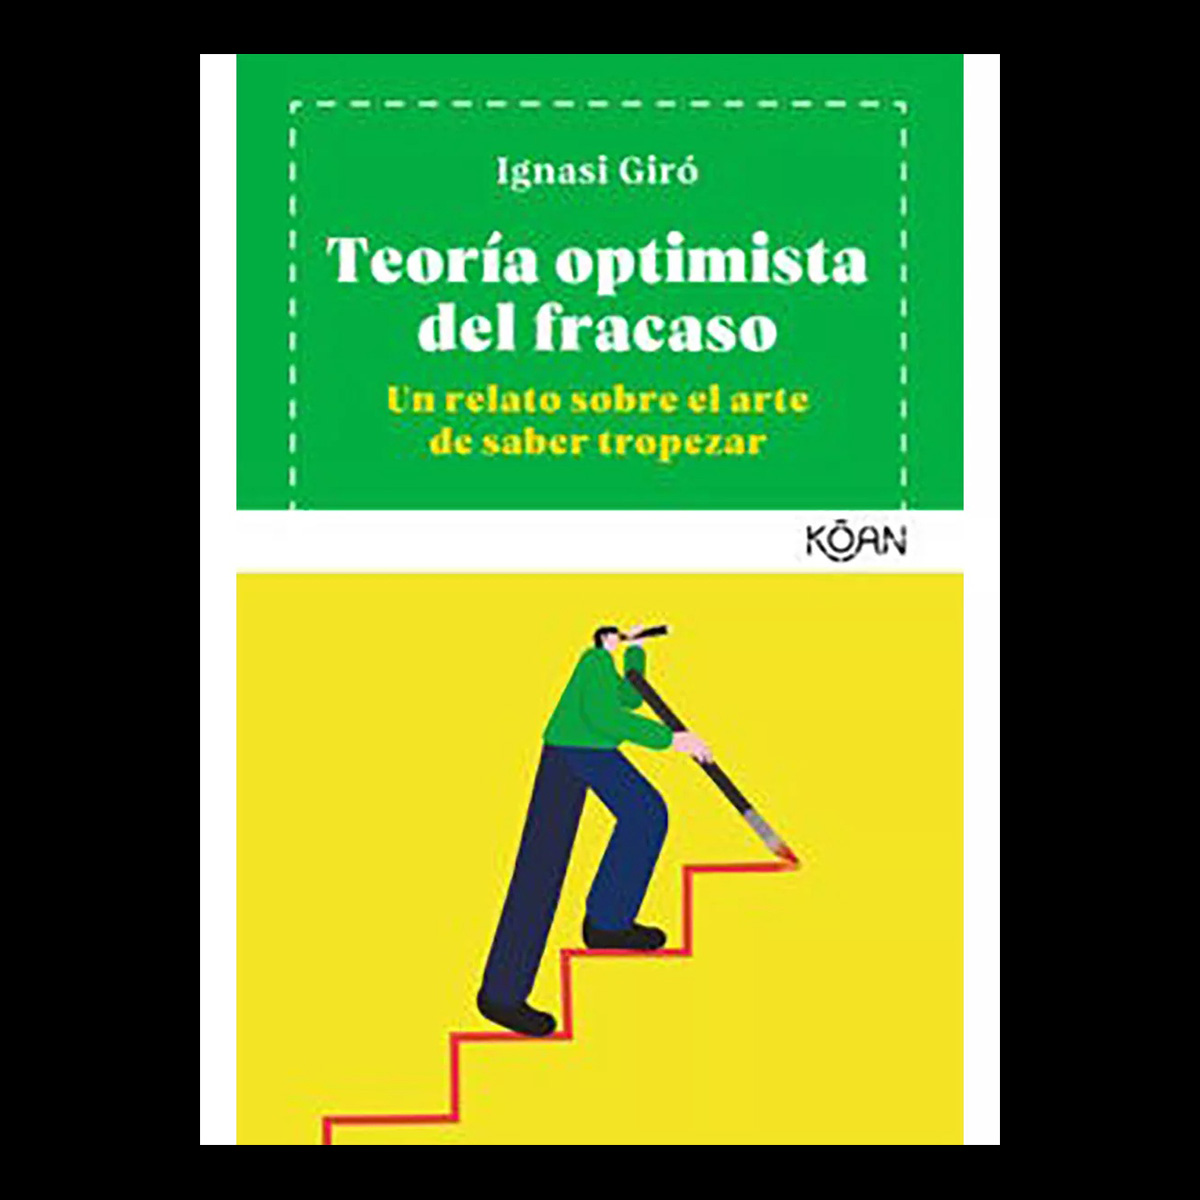 Ignasi Giró
Teoría optimista
del fracaso
Un relato sobre el arte
de saber tropezar
KŌAN